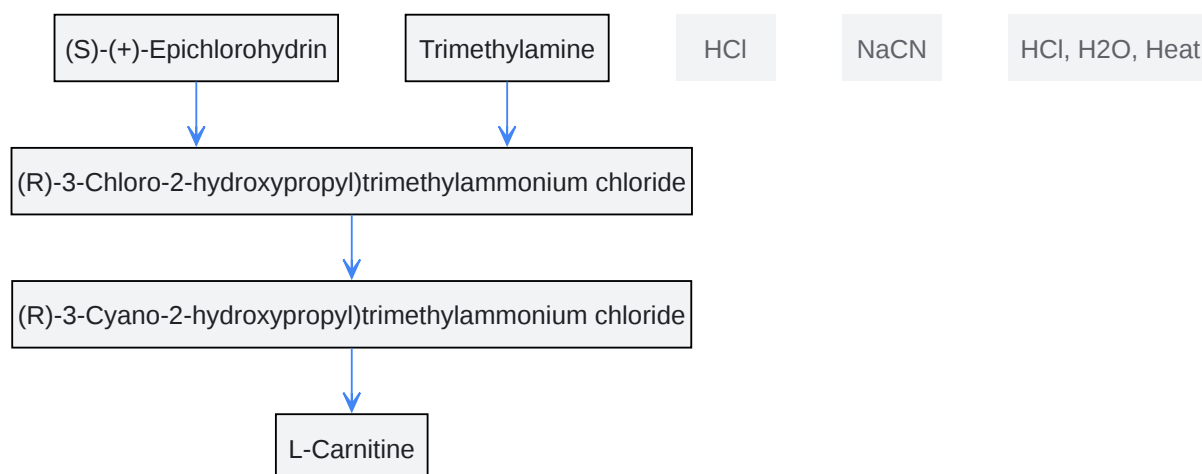 (S)-(+)-Epichlorohydrin
Trimethylamine
HCl
NaCN
HCl, H2O, Heat
(R)-3-Chloro-2-hydroxypropyl)trimethylammonium chloride
(R)-3-Cyano-2-hydroxypropyl)trimethylammonium chloride
L-Carnitine